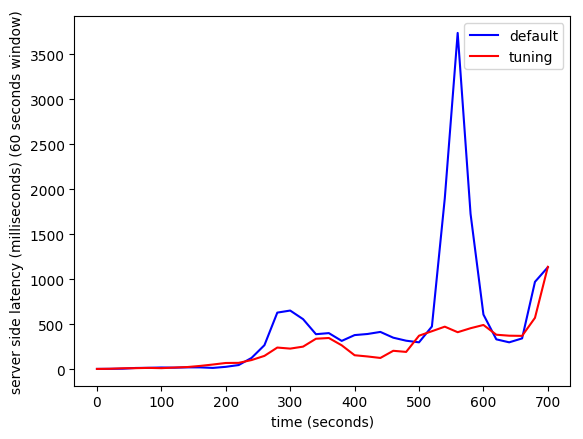 server side latency (milliseconds) (60 seconds window)
3500
3000
2500
2000
1500
1000
500
0
default
tuning
0 100 200 300 400 500 600 700
time (seconds)